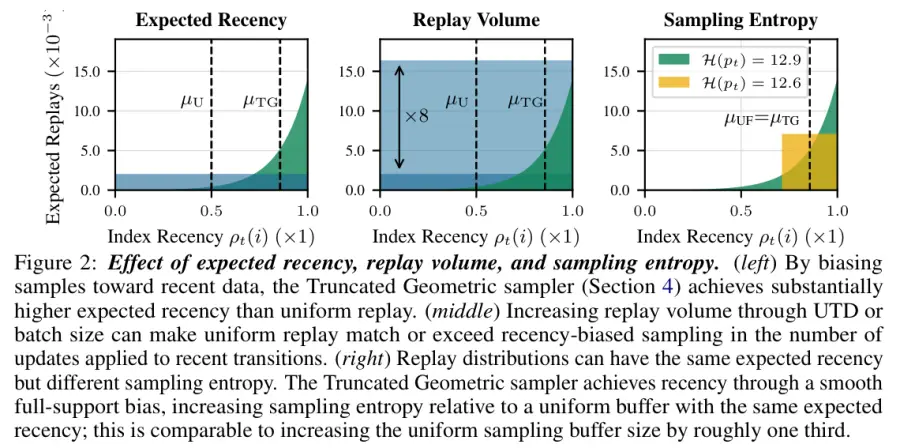 Expected Recency
Replay Volume
Sampling Entropy
Expected Replays (×10⁻³)
15.0
10.0
5.0
0.0
μU
μTG
0.0
0.5
1.0
Index Recency ρt(i) (×1)
15.0
10.0
5.0
0.0
×8
μU
μTG
0.0
0.5
1.0
Index Recency ρt(i) (×1)
15.0
10.0
5.0
0.0
H(pt) = 12.9
H(pt) = 12.6
μUF=μTG
0.0
0.5
1.0
Index Recency ρt(i) (×1)
Figure 2: Effect of expected recency, replay volume, and sampling entropy. (left) By biasing
samples toward recent data, the Truncated Geometric sampler (Section 4) achieves substantially
higher expected recency than uniform replay. (middle) Increasing replay volume through UTD or
batch size can make uniform replay match or exceed recency-biased sampling in the number of
updates applied to recent transitions. (right) Replay distributions can have the same expected recency
but different sampling entropy. The Truncated Geometric sampler achieves recency through a smooth
full-support bias, increasing sampling entropy relative to a uniform buffer with the same expected
recency; this is comparable to increasing the uniform sampling buffer size by roughly one third.